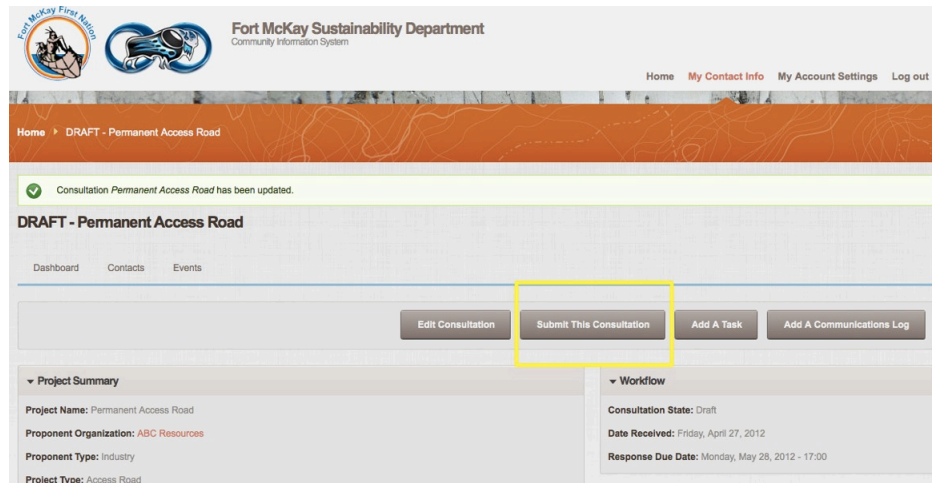 Fort McKay First Nation
Fort McKay Sustainability Department
Community Information System
Home My Contact Info My Account Settings Log out
Home DRAFT - Permanent Access Road
Consultation Permanent Access Road has been updated.
DRAFT - Permanent Access Road
Dashboard Contacts Events
Edit Consultation Submit This Consultation Add A Task Add A Communications Log
Project Summary
Project Name: Permanent Access Road
Proponent Organization: ABC Resources
Proponent Type: Industry
Project Type: Access Road
Workflow
Consultation State: Draft
Date Received: Friday, April 27, 2012
Response Due Date: Monday, May 28, 2012 - 17:00